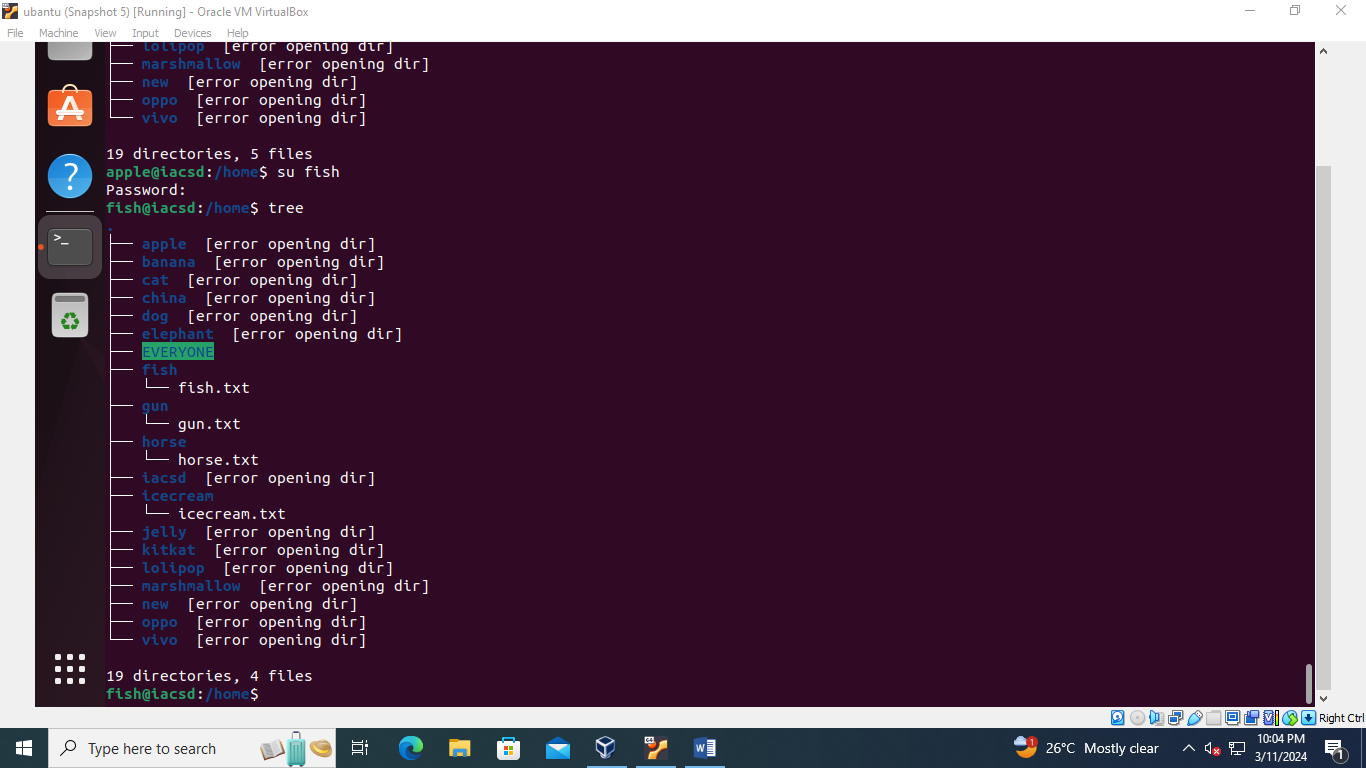 ubantu (Snapshot 5) [Running] - Oracle VM VirtualBox
File Machine View Input Devices Help
├── lolipop  [error opening dir]
├── marshmallow  [error opening dir]
├── new  [error opening dir]
├── oppo  [error opening dir]
└── vivo  [error opening dir]
19 directories, 5 files
apple@iacsd:/home$ su fish
Password:
fish@iacsd:/home$ tree
.
├── apple  [error opening dir]
├── banana  [error opening dir]
├── cat  [error opening dir]
├── china  [error opening dir]
├── dog  [error opening dir]
├── elephant  [error opening dir]
├── EVERYONE
├── fish
│   └── fish.txt
├── gun
│   └── gun.txt
├── horse
│   └── horse.txt
├── iacsd  [error opening dir]
├── icecream
│   └── icecream.txt
├── jelly  [error opening dir]
├── kitkat  [error opening dir]
├── lolipop  [error opening dir]
├── marshmallow  [error opening dir]
├── new  [error opening dir]
├── oppo  [error opening dir]
└── vivo  [error opening dir]
19 directories, 4 files
fish@iacsd:/home$
Right Ctrl
Type here to search
1
26°C Mostly clear
10:04 PM
3/11/2024
1